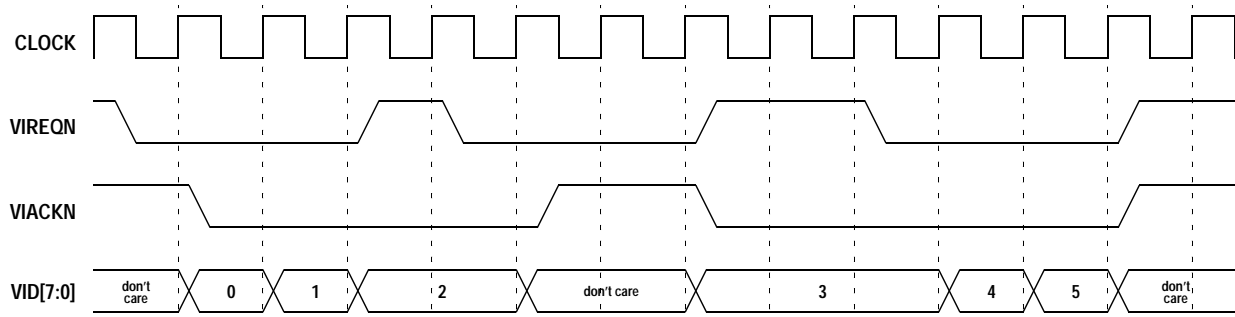 CLOCK
VIREQN
VIACKN
VID[7:0]
don't
care
0
1
2
don't care
3
4
5
don't
care